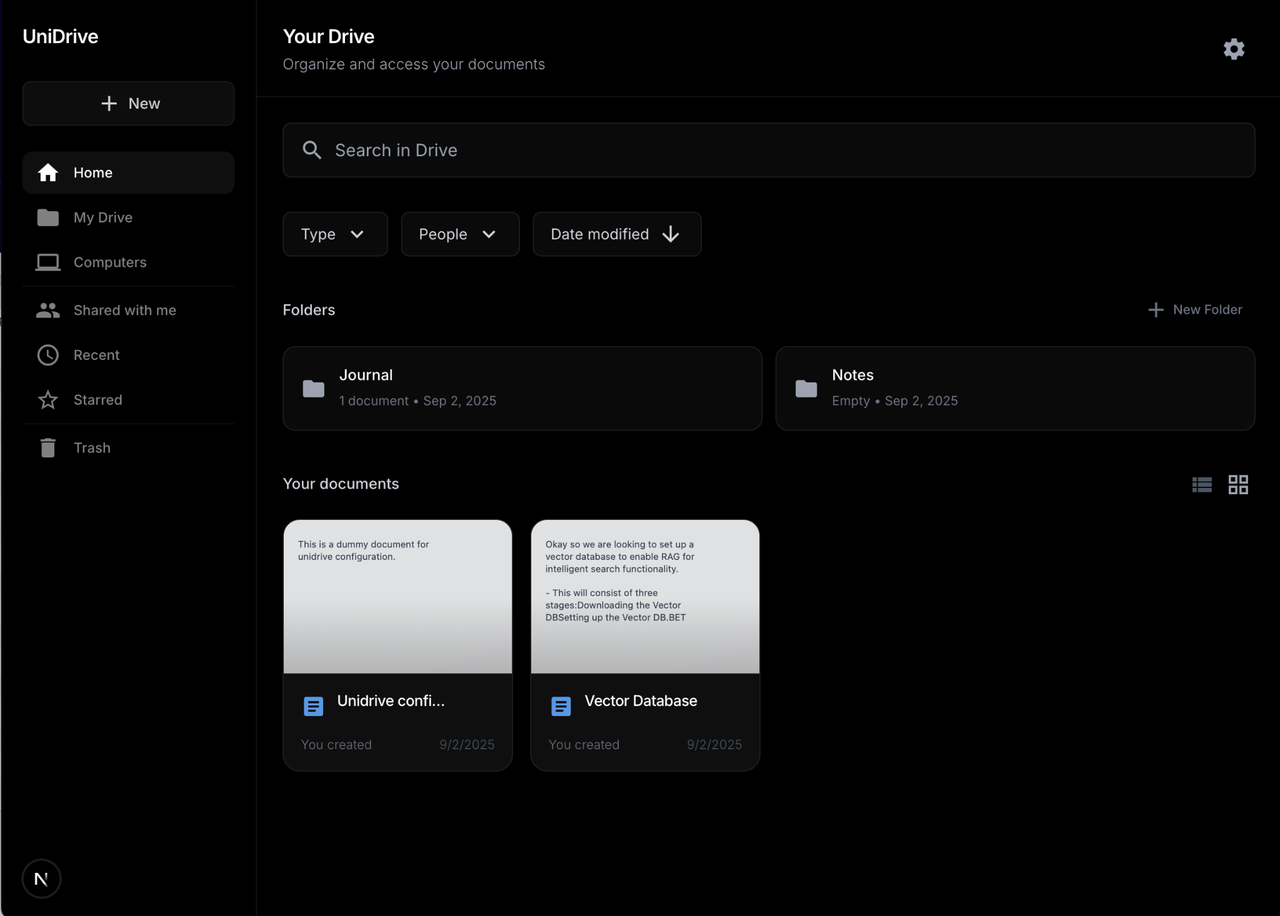 UniDrive
New
Home
My Drive
Computers
Shared with me
Recent
Starred
Trash
N
Your Drive
Organize and access your documents
Search in Drive
Type
People
Date modified
Folders
New Folder
Journal
1 document • Sep 2, 2025
Notes
Empty • Sep 2, 2025
Your documents
This is a dummy document for
unidrive configuration.
Unidrive confi...
You created
9/2/2025
Okay so we are looking to set up a
vector database to enable RAG for
intelligent search functionality.
- This will consist of three
stages:Downloading the Vector
DBSetting up the Vector DB.BET
Vector Database
You created
9/2/2025